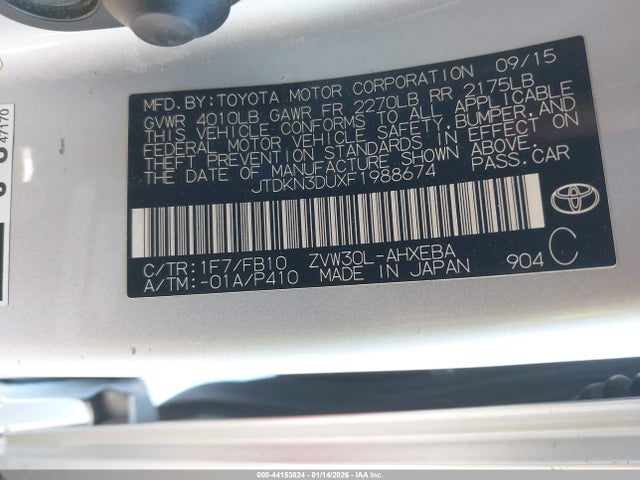 MFD.BY:TOYOTA MOTOR CORPORATION 09/15
GVWR 4010LB GAWR FR 2270LB RR 2175LB
THIS VEHICLE CONFORMS TO ALL APPLICABLE
FEDERAL MOTOR VEHICLE SAFETY, BUMPER, AND
THEFT PREVENTION STANDARDS IN EFFECT ON
THE DATE OF MANUFACTURE SHOWN ABOVE.
JTDKN3DUXF1988674 PASS.CAR
C/TR: 1F7/FB10 ZVW30L-AHXEBA
A/TM: -01A/P410 MADE IN JAPAN 904 C
47170
000-44153824 - 01/14/2026 - IAA Inc.